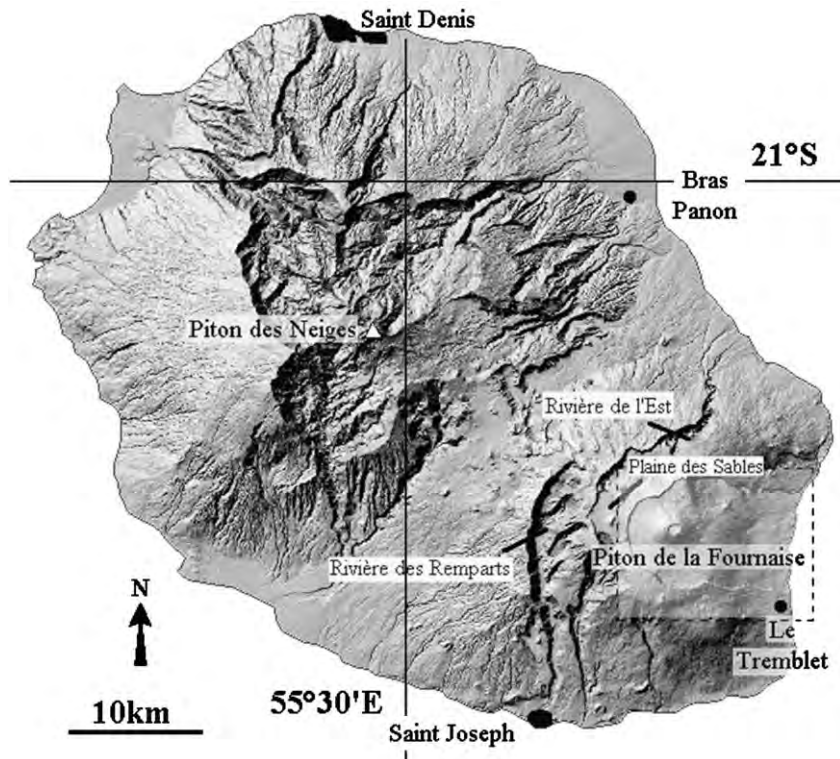 Saint Denis
21°S
Bras
Panon
Piton des Neiges
Rivière de l'Est
Plaine des Sables
Piton de la Fournaise
Rivière des Remparts
N
Le
Tremblet
55°30'E
10km
Saint Joseph